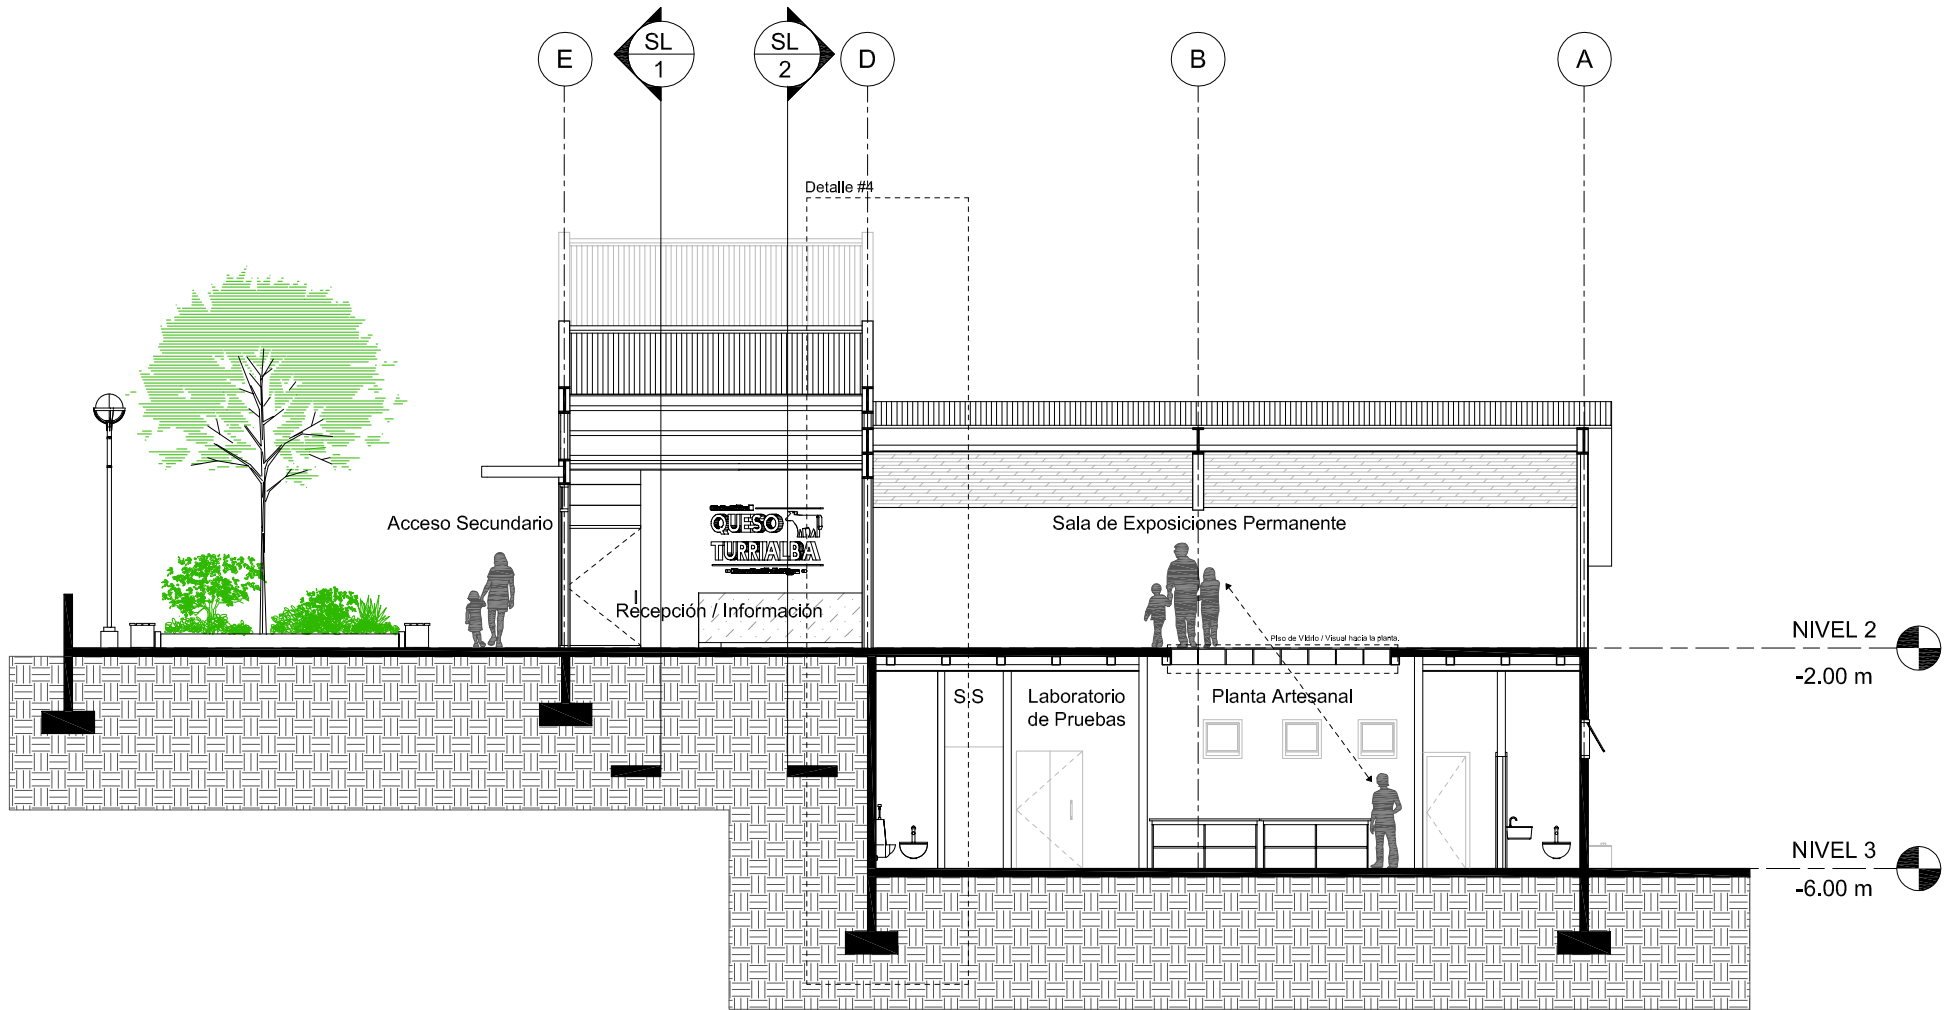 E
SL
1
SL
2
D
B
A
Detalle #4
Acceso Secundario
QUESO
TURRIALBA
Sala de Exposiciones Permanente
Recepción / Información
Piso de Vidrio / Visual hacia la planta.
NIVEL 2
-2.00 m
S.S
Laboratorio
de Pruebas
Planta Artesanal
NIVEL 3
-6.00 m